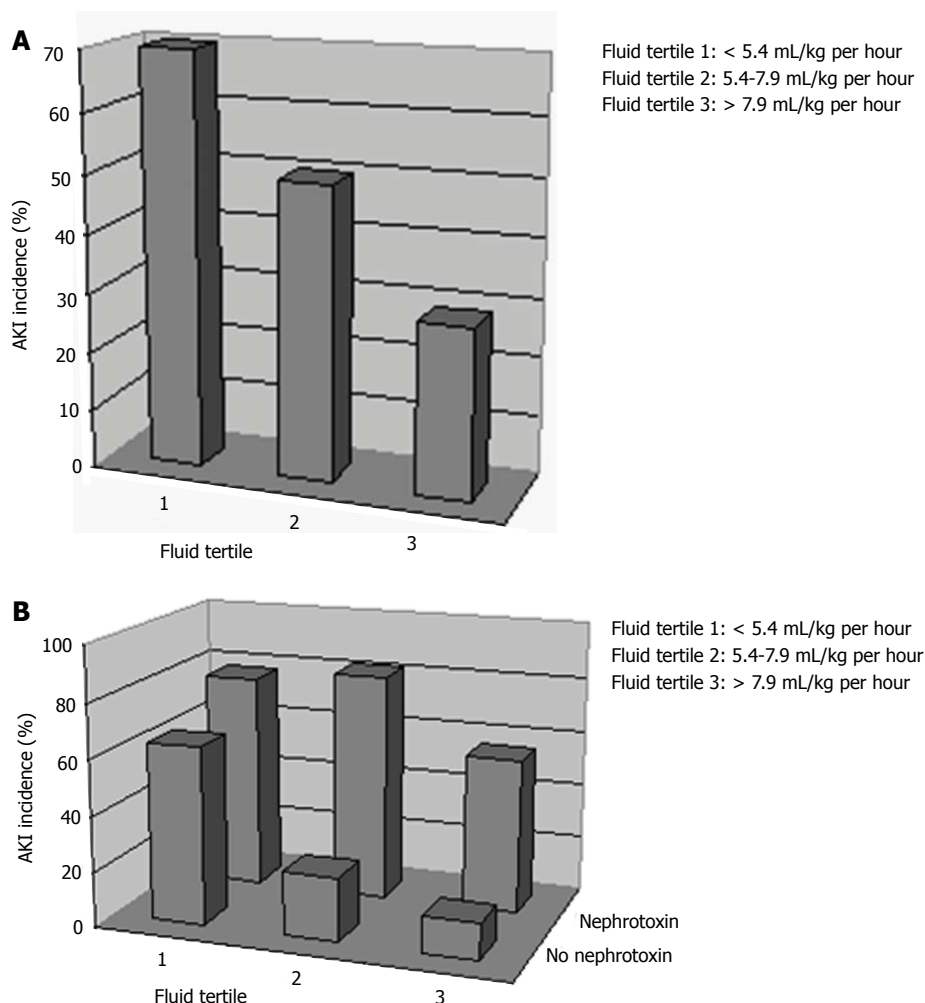 A
70
60
50
40
30
20
10
0
AKI incidence (%)
1
2
3
Fluid tertile
Fluid tertile 1: < 5.4 mL/kg per hour
Fluid tertile 2: 5.4-7.9 mL/kg per hour
Fluid tertile 3: > 7.9 mL/kg per hour
B
100
80
60
40
20
0
AKI incidence (%)
1
2
3
Fluid tertile
Nephrotoxin
No nephrotoxin
Fluid tertile 1: < 5.4 mL/kg per hour
Fluid tertile 2: 5.4-7.9 mL/kg per hour
Fluid tertile 3: > 7.9 mL/kg per hour